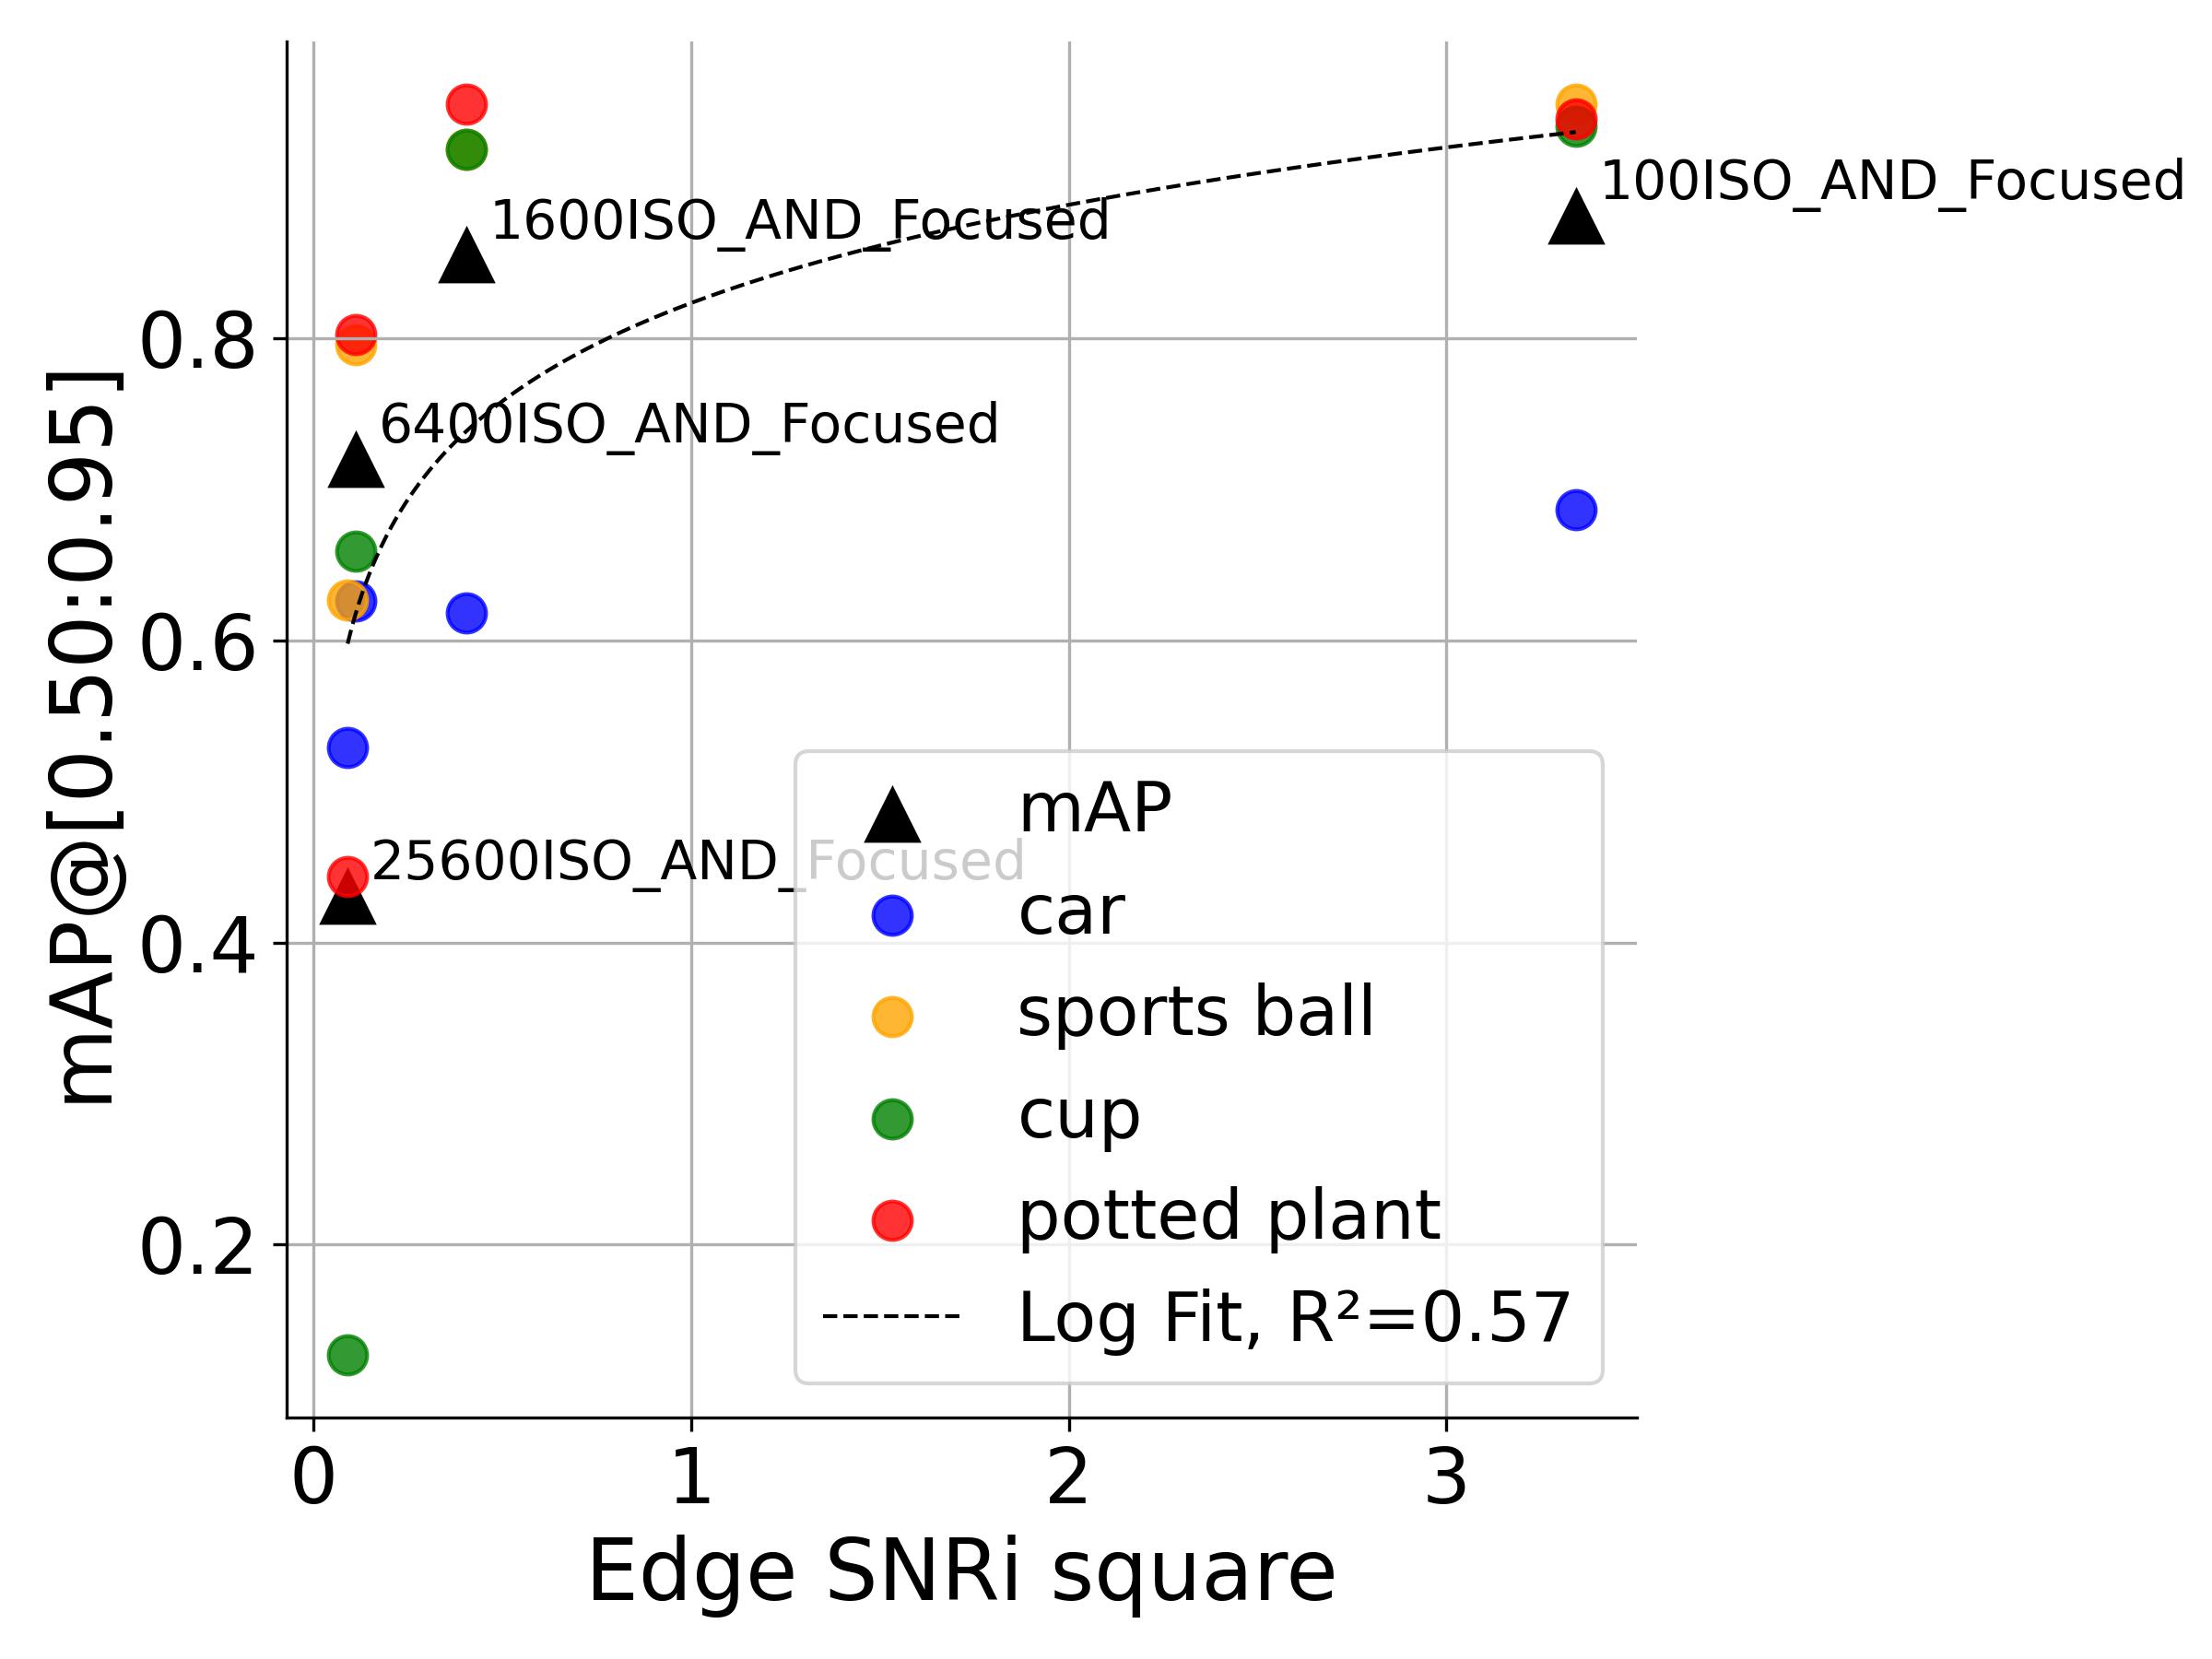 1600ISO_AND_Focused
100ISO_AND_Focused
6400ISO_AND_Focused
25600ISO_AND_Focused
mAP@[0.50:0.95]
0.8
0.6
0.4
0.2
mAP
car
sports ball
cup
potted plant
Log Fit, R²=0.57
0 1 2 3
Edge SNRi square